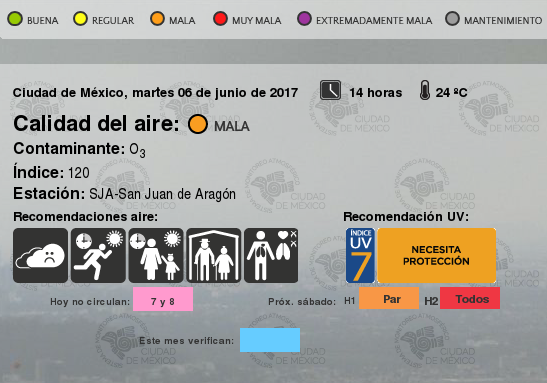 BUENA REGULAR MALA MUY MALA EXTREMADAMENTE MALA MANTENIMIENTO
Ciudad de México, martes 06 de junio de 2017 14 horas 24 ºC
Calidad del aire: MALA
Contaminante: O3
Índice: 120
Estación: SJA-San Juan de Aragón
Recomendaciones aire: Recomendación UV:
ÍNDICE UV 7 NECESITA PROTECCIÓN
Hoy no circulan: 7 y 8 Próx. sábado: H1 Par H2 Todos
Este mes verifican: